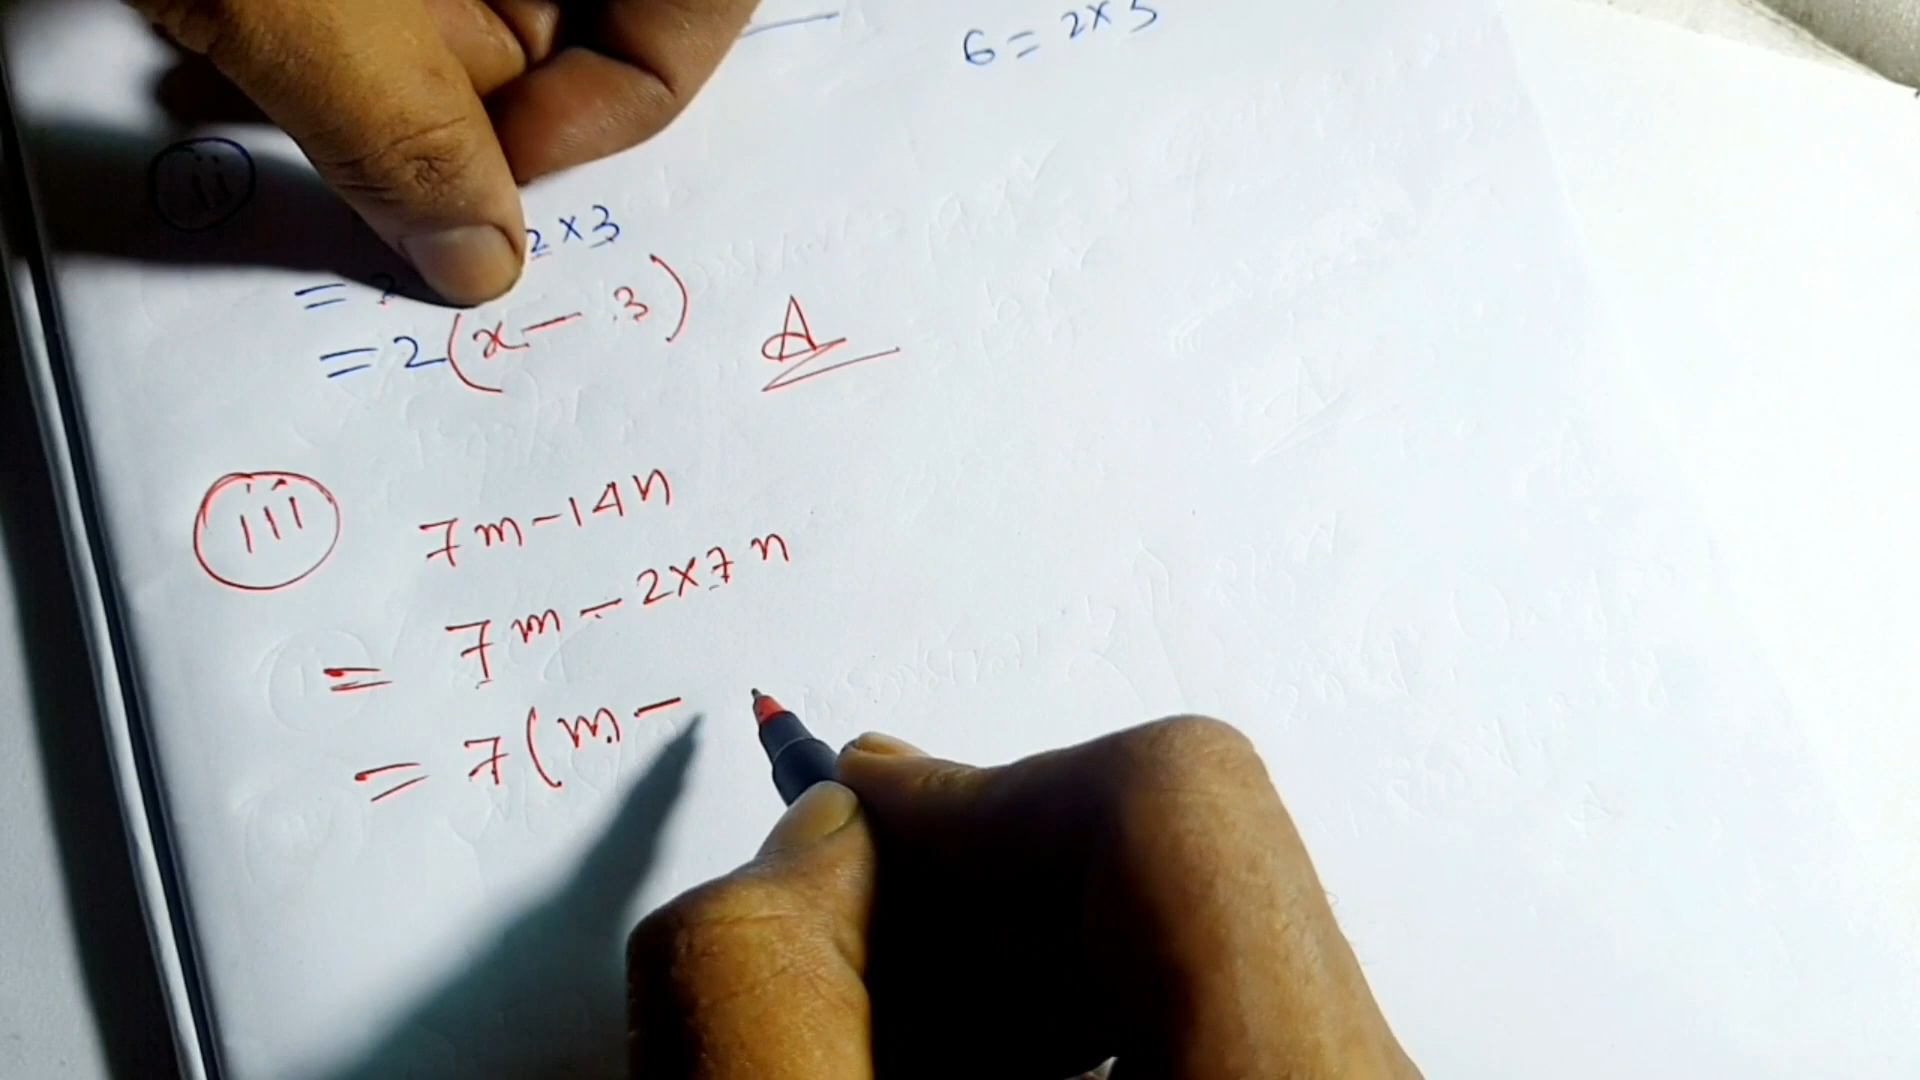 6 = 2×3
ii
2×3
=
= 2(x - 3) A
iii 7m-14n
= 7m - 2×7n
= 7(m -